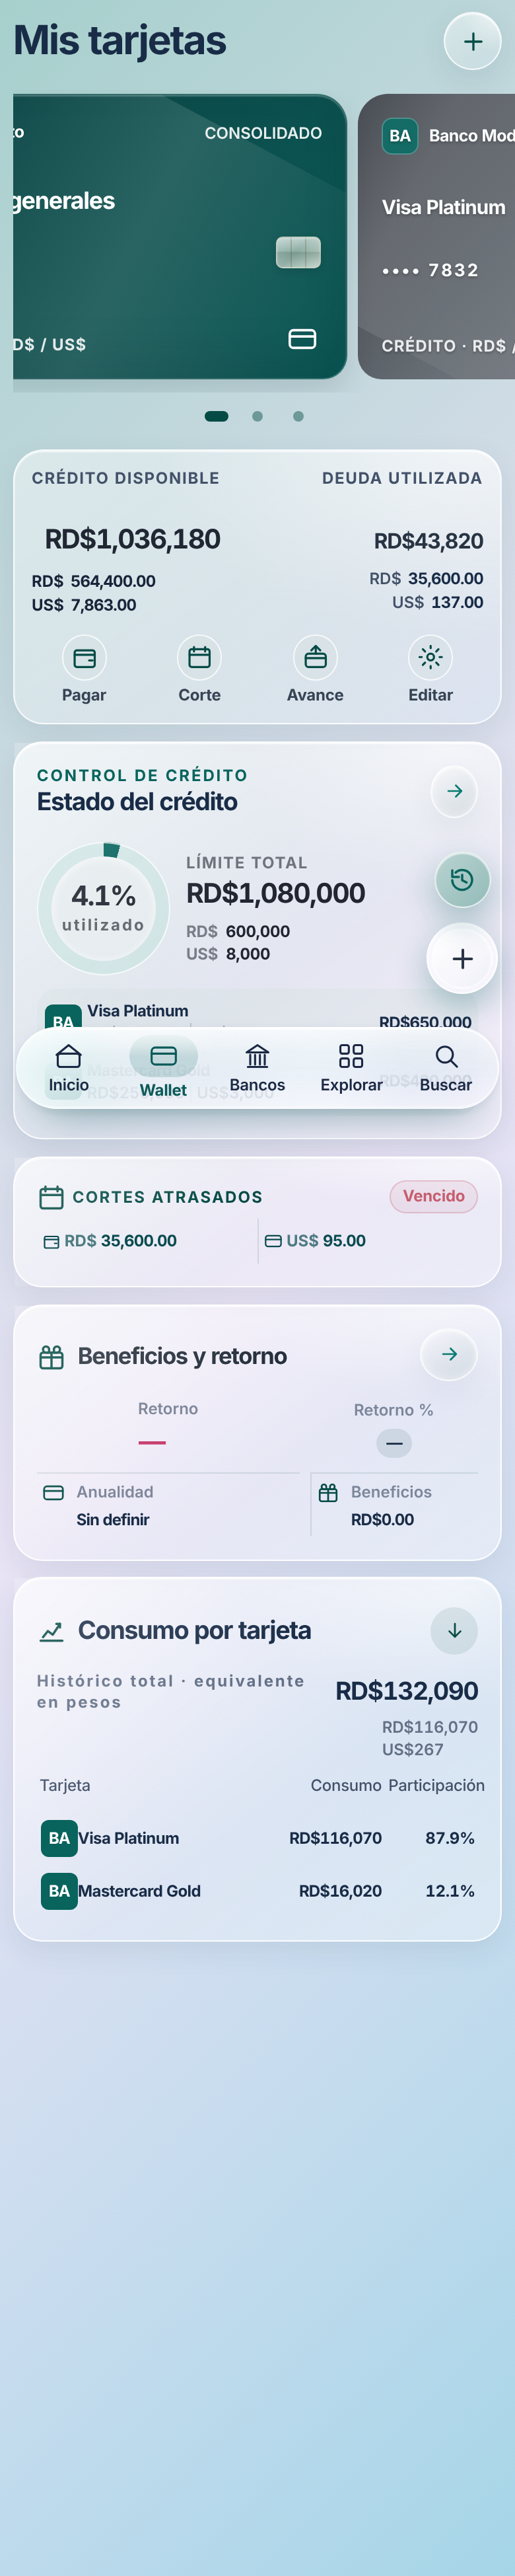 Mis tarjetas
to
CONSOLIDADO
generales
D$ / US$
BA Banco Mod
Visa Platinum
•••• 7832
CRÉDITO · RD$ /
CRÉDITO DISPONIBLE
DEUDA UTILIZADA
RD$1,036,180
RD$43,820
RD$ 564,400.00
RD$ 35,600.00
US$ 7,863.00
US$ 137.00
Pagar
Corte
Avance
Editar
CONTROL DE CRÉDITO
Estado del crédito
4.1%
utilizado
LÍMITE TOTAL
RD$1,080,000
RD$ 600,000
US$ 8,000
BA
Visa Platinum
RD$650,000
Mastercard Gold
US$3,000
Inicio
Wallet
Bancos
Explorar
Buscar
CORTES ATRASADOS
Vencido
RD$ 35,600.00
US$ 95.00
Beneficios y retorno
Retorno
Retorno %
—
—
Anualidad
Sin definir
Beneficios
RD$0.00
Consumo por tarjeta
Histórico total · equivalente
en pesos
RD$132,090
RD$116,070
US$267
Tarjeta Consumo Participación
BA Visa Platinum RD$116,070 87.9%
BA Mastercard Gold RD$16,020 12.1%